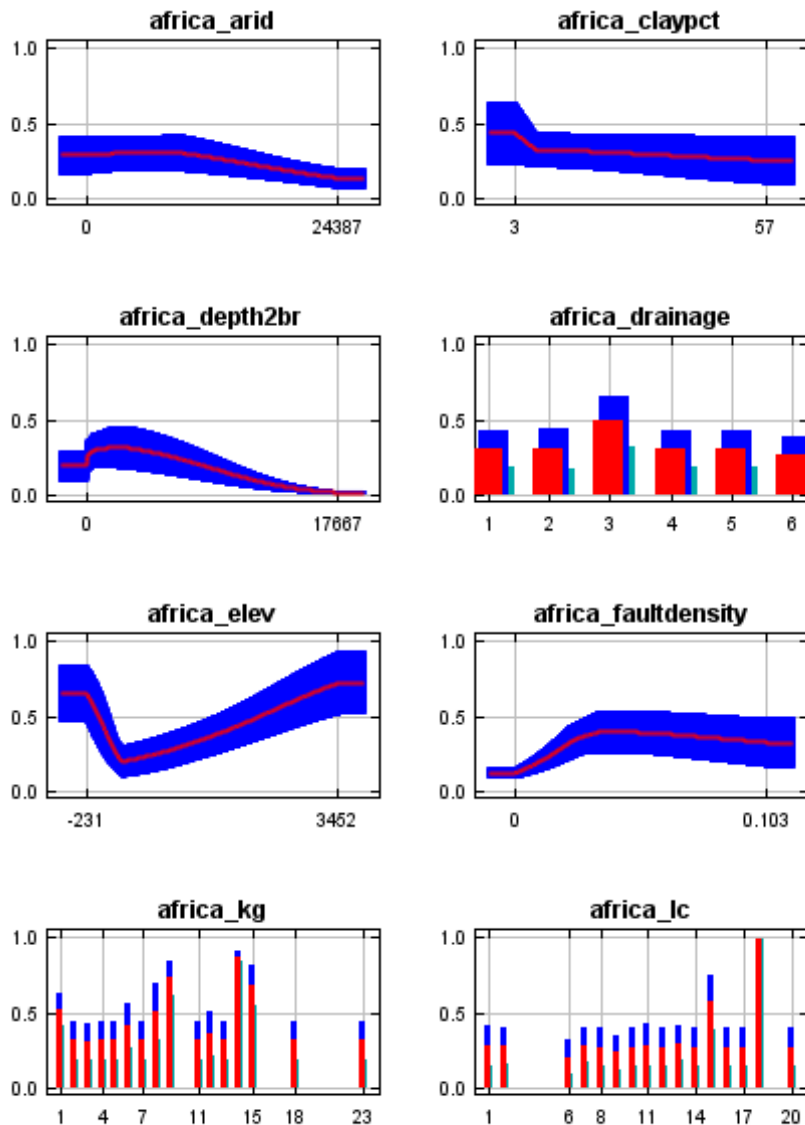 africa_arid
1.0
0.5
0.0
0 24387
africa_claypct
1.0
0.5
0.0
3 57
africa_depth2br
1.0
0.5
0.0
0 17667
africa_drainage
1.0
0.5
0.0
1 2 3 4 5 6
africa_elev
1.0
0.5
0.0
-231 3452
africa_faultdensity
1.0
0.5
0.0
0 0.103
africa_kg
1.0
0.5
0.0
1 4 7 11 15 18 23
africa_lc
1.0
0.5
0.0
1 6 8 11 14 17 20